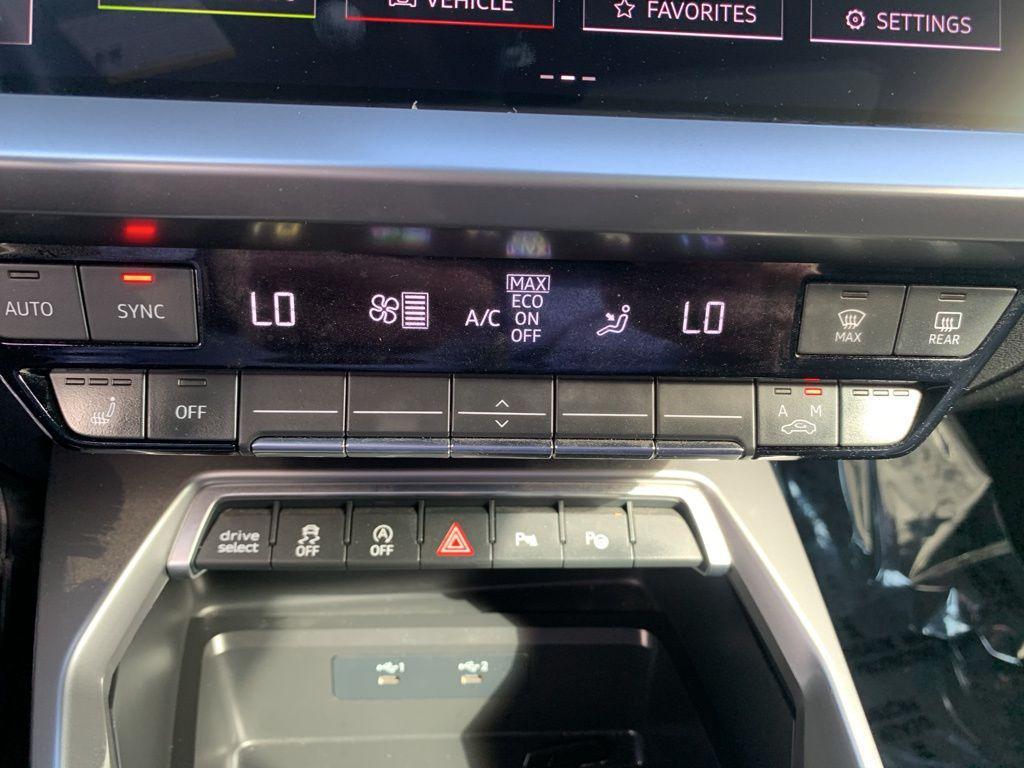 VEHICLE
FAVORITES
SETTINGS
AUTO
SYNC
LO
A/C
MAX
ECO
ON
OFF
LO
MAX
REAR
OFF
A M
drive
select
OFF
A
OFF
P
P
1
2